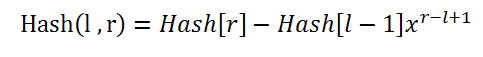 Hash(l ,r) = Hash[r] − Hash[l − 1]x^{r−l+1}